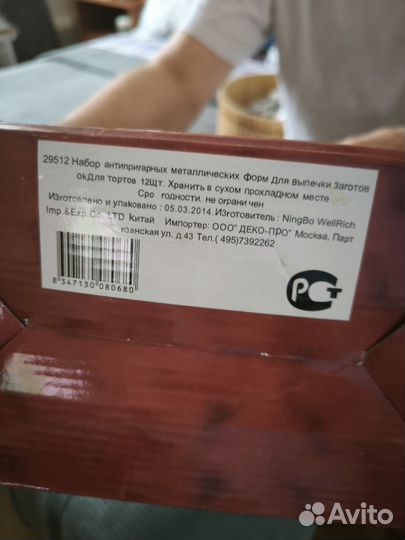 29512 Набор антипригарных металлических Форм Для выпечки Заготов
окДля тортов 12Щт. Хранить в сухом прохладном месте
Сро годности. не ограни чен
Изготовлено и упаковано : 05.03.2014. Изготовитель : NingBo WellRich
Imp.&Exp.Co.,LTD Китай Импортер: ООО" ДЕКО-ПРО" Москва, Парт
изанская ул. д.43 Тел.( 495)7392262
8 347130 080680
РСТ
Avito